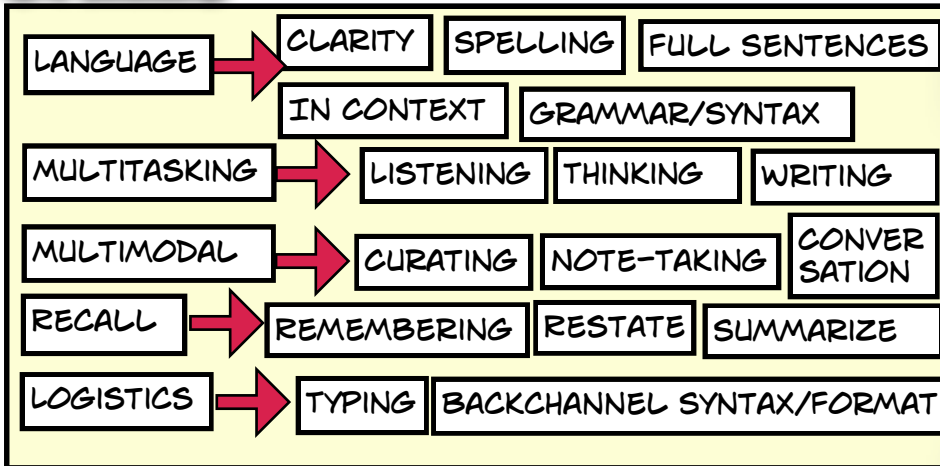 LANGUAGE CLARITY SPELLING FULL SENTENCES
IN CONTEXT GRAMMAR/SYNTAX
MULTITASKING LISTENING THINKING WRITING
MULTIMODAL CURATING NOTE-TAKING CONVER
SATION
RECALL REMEMBERING RESTATE SUMMARIZE
LOGISTICS TYPING BACKCHANNEL SYNTAX/FORMAT